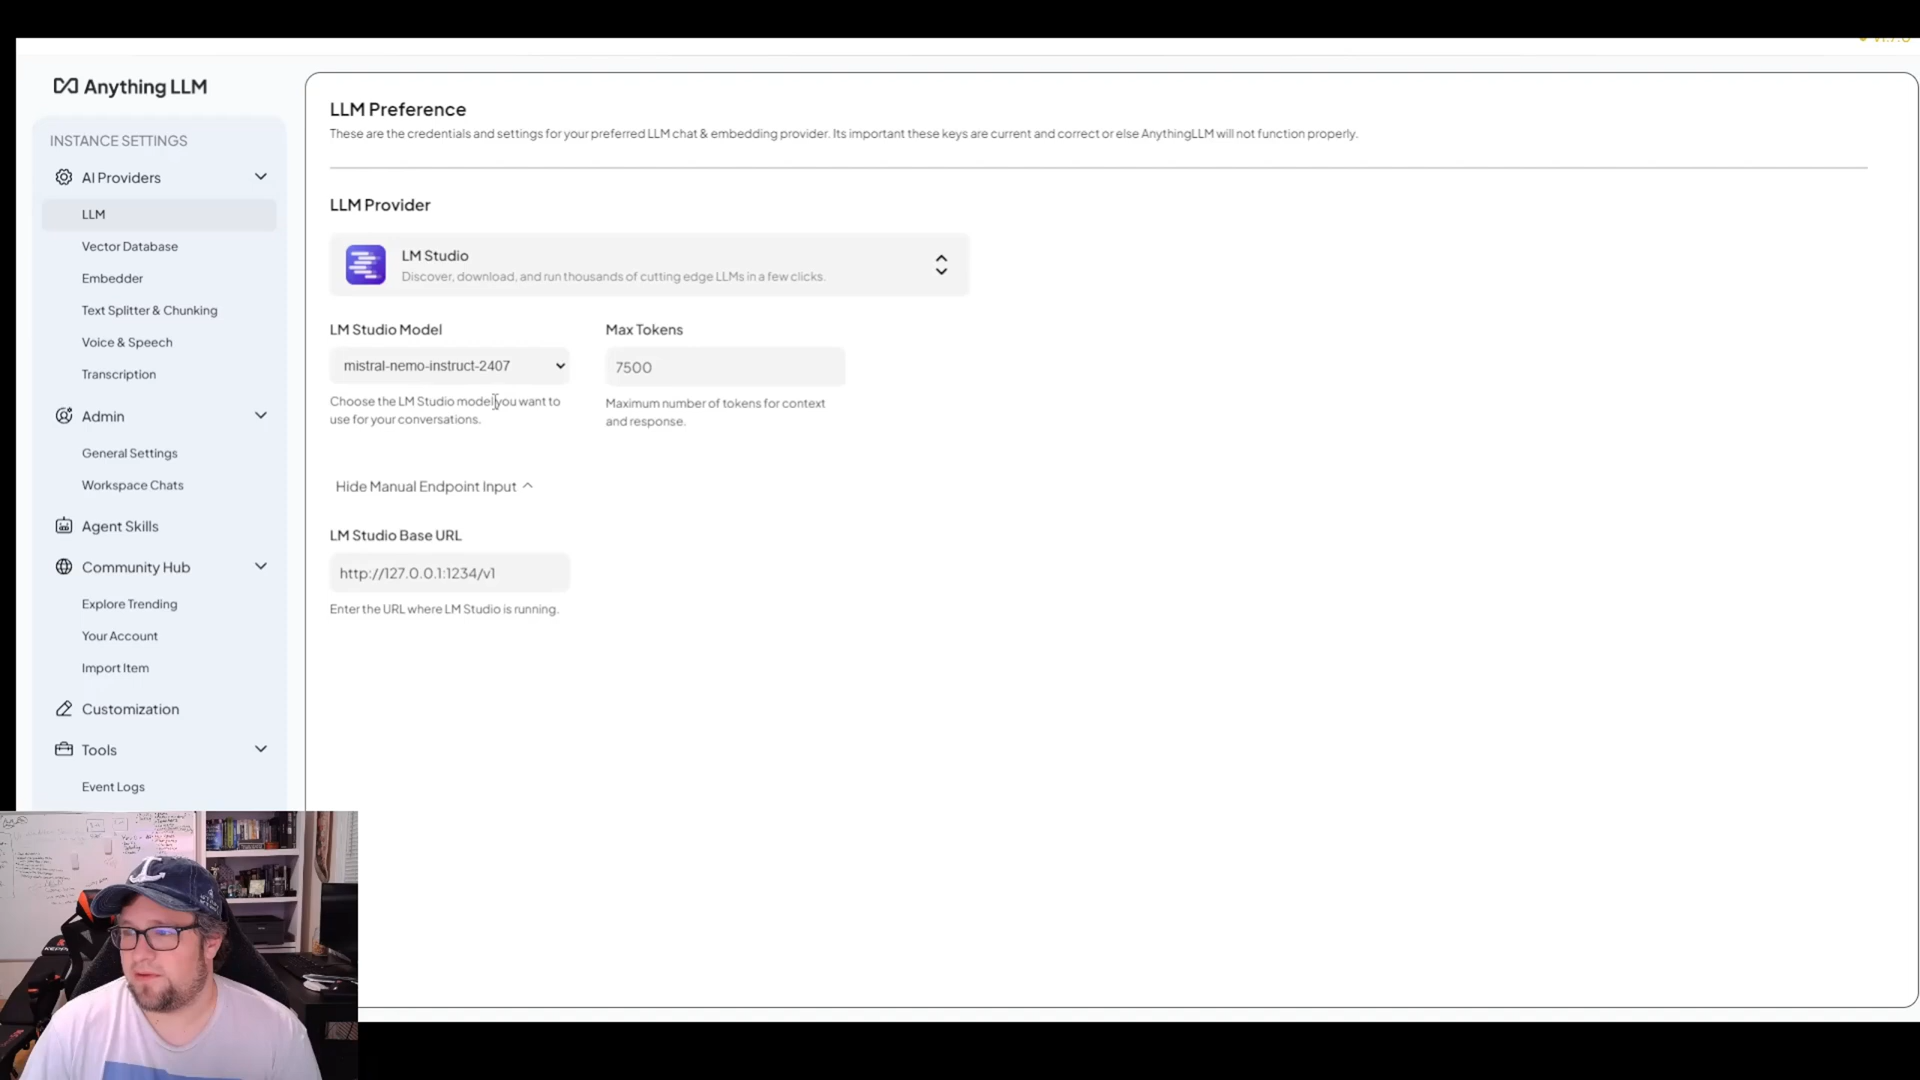 Anything LLM
INSTANCE SETTINGS
AI Providers
LLM
Vector Database
Embedder
Text Splitter & Chunking
Voice & Speech
Transcription
Admin
General Settings
Workspace Chats
Agent Skills
Community Hub
Explore Trending
Your Account
Import Item
Customization
Tools
Event Logs
LLM Preference
These are the credentials and settings for your preferred LLM chat & embedding provider. Its important these keys are current and correct or else AnythingLLM will not function properly.
LLM Provider
LM Studio
Discover, download, and run thousands of cutting edge LLMs in a few clicks.
LM Studio Model
mistral-nemo-instruct-2407
Choose the LM Studio model you want to
use for your conversations.
Max Tokens
7500
Maximum number of tokens for context
and response.
Hide Manual Endpoint Input
LM Studio Base URL
http://127.0.0.1:1234/v1
Enter the URL where LM Studio is running.